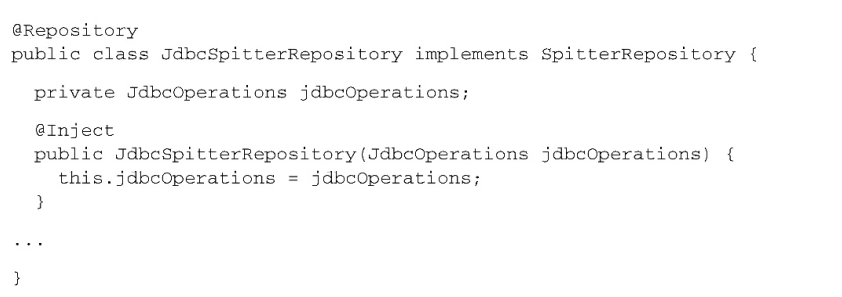 @Repository
public class JdbcSpitterRepository implements SpitterRepository {
private JdbcOperations jdbcOperations;
@Inject
public JdbcSpitterRepository(JdbcOperations jdbcOperations) {
this.jdbcOperations = jdbcOperations;
}
...
}